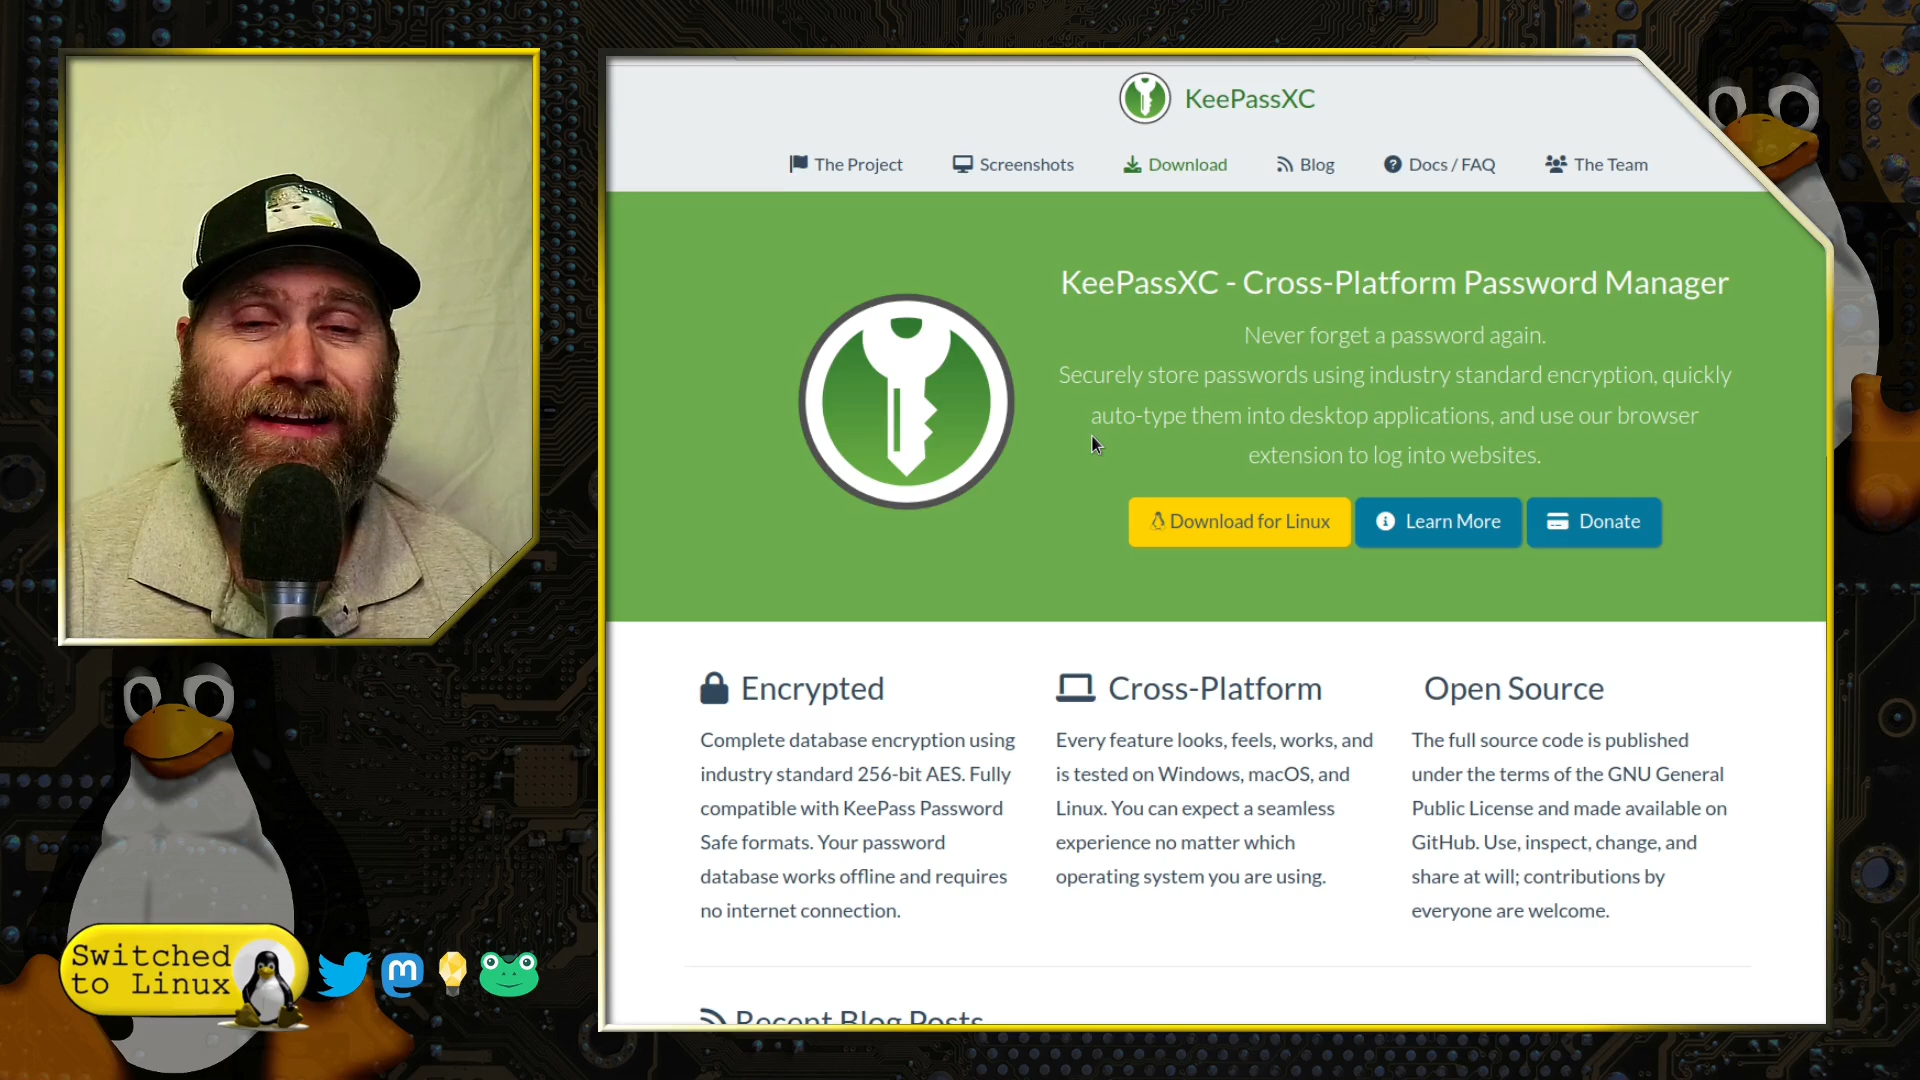 KeePassXC
The Project Screenshots Download Blog Docs / FAQ The Team
KeePassXC - Cross-Platform Password Manager
Never forget a password again.
Securely store passwords using industry standard encryption, quickly
auto-type them into desktop applications, and use our browser
extension to log into websites.
Download for Linux
Learn More
Donate
Encrypted
Complete database encryption using
industry standard 256-bit AES. Fully
compatible with KeePass Password
Safe formats. Your password
database works offline and requires
no internet connection.
Cross-Platform
Every feature looks, feels, works, and
is tested on Windows, macOS, and
Linux. You can expect a seamless
experience no matter which
operating system you are using.
Open Source
The full source code is published
under the terms of the GNU General
Public License and made available on
GitHub. Use, inspect, change, and
share at will; contributions by
everyone are welcome.
Recent Blog Posts
Switched
to Linux